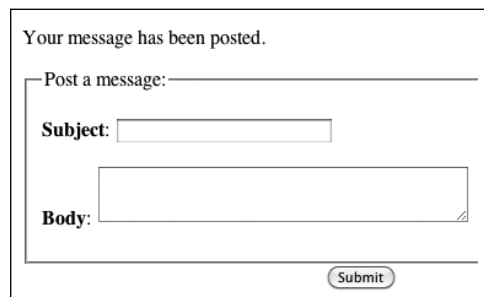 Your message has been posted.
Post a message:
Subject:
Body:
Submit